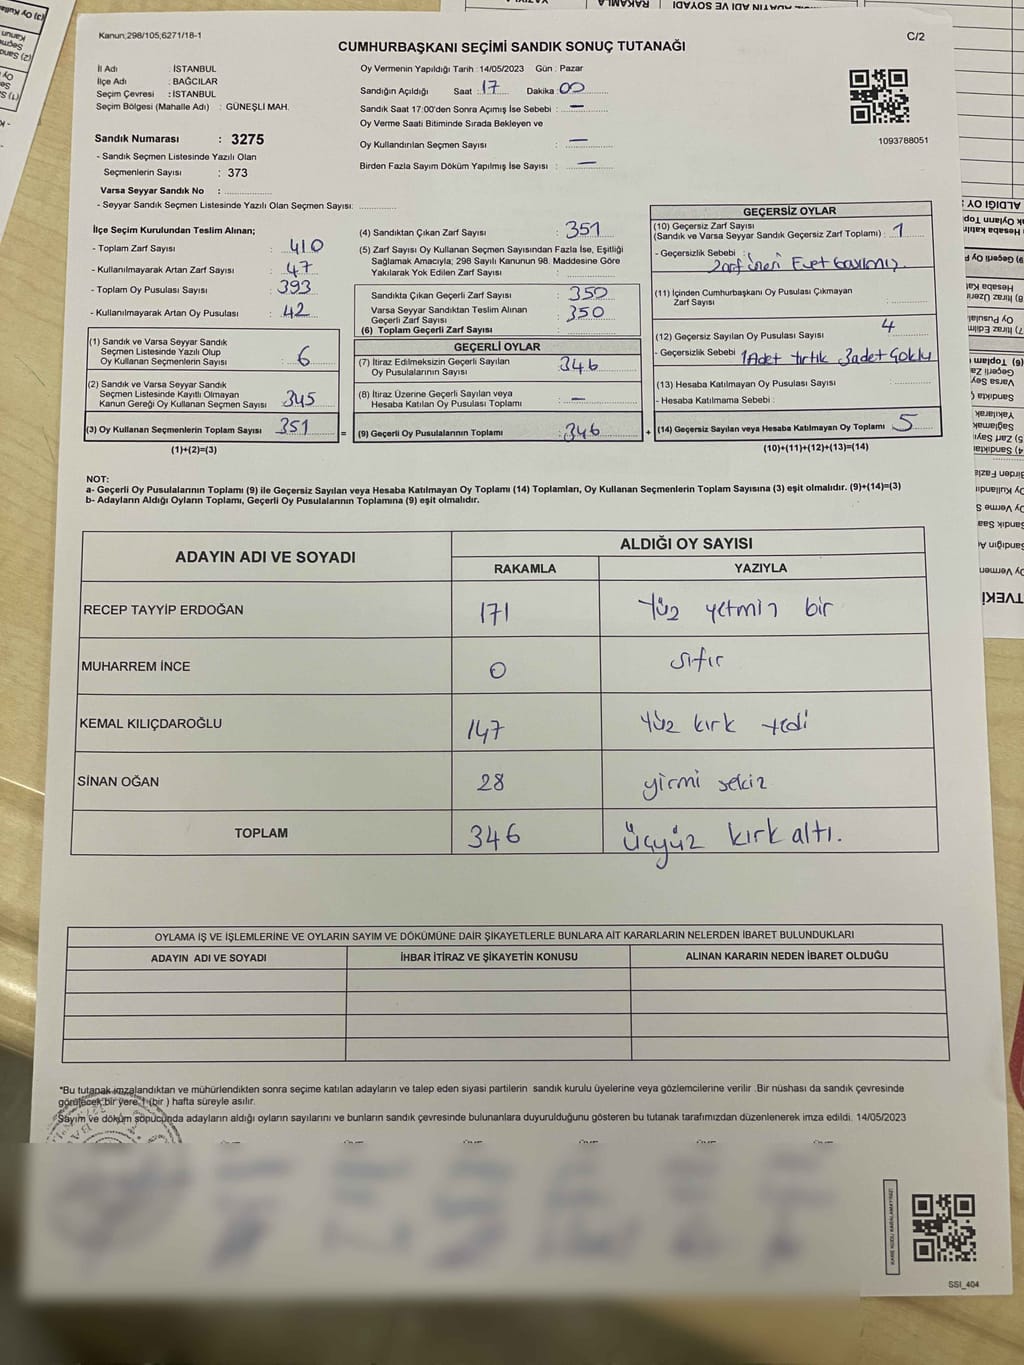 Kanun;298/105;6271/18-1
C/2
CUMHURBAŞKANI SEÇİMİ SANDIK SONUÇ TUTANAĞI
İl Adı : İSTANBUL
İlçe Adı : BAĞCILAR
Seçim Çevresi : İSTANBUL
Seçim Bölgesi (Mahalle Adı) : GÜNEŞLİ MAH.
Sandık Numarası : 3275
- Sandık Seçmen Listesinde Yazılı Olan
Seçmenlerin Sayısı : 373
Varsa Seyyar Sandık No :
- Seyyar Sandık Seçmen Listesinde Yazılı Olan Seçmen Sayısı:
Oy Vermenin Yapıldığı Tarih :14/05/2023 Gün : Pazar
Sandığın Açıldığı Saat : 17 Dakika : 00
Sandık Saat 17:00'den Sonra Açımış İse Sebebi : —
Oy Verme Saati Bitiminde Sırada Bekleyen ve
Oy Kullandırılan Seçmen Sayısı : —
Birden Fazla Sayım Döküm Yapılmış İse Sayısı : —
1093788051
İlçe Seçim Kurulundan Teslim Alınan;
- Toplam Zarf Sayısı : 410
- Kullanılmayarak Artan Zarf Sayısı : 47
- Toplam Oy Pusulası Sayısı : 393
- Kullanılmayarak Artan Oy Pusulası : 42
(1) Sandık ve Varsa Seyyar Sandık
Seçmen Listesinde Yazılı Olup
Oy Kullanan Seçmenlerin Sayısı : 6
(2) Sandık ve Varsa Seyyar Sandık
Seçmen Listesinde Kayıtlı Olmayan
Kanun Gereği Oy Kullanan Seçmen Sayısı : 345
(3) Oy Kullanan Seçmenlerin Toplam Sayısı : 351 =
(1)+(2)=(3)
(4) Sandıktan Çıkan Zarf Sayısı : 351
(5) Zarf Sayısı Oy Kullanan Seçmen Sayısından Fazla İse, Eşitliği
Sağlamak Amacıyla; 298 Sayılı Kanunun 98. Maddesine Göre
Yakılarak Yok Edilen Zarf Sayısı :
Sandıkta Çıkan Geçerli Zarf Sayısı : 350
Varsa Seyyar Sandıktan Teslim Alınan
Geçerli Zarf Sayısı : 350
(6) Toplam Geçerli Zarf Sayısı :
GEÇERLİ OYLAR
(7) İtiraz Edilmeksizin Geçerli Sayılan
Oy Pusulalarının Sayısı : 346
(8) İtiraz Üzerine Geçerli Sayılan veya
Hesaba Katılan Oy Pusulası Toplamı : —
(9) Geçerli Oy Pusulalarının Toplamı : 346 +
GEÇERSİZ OYLAR
(10) Geçersiz Zarf Sayısı
(Sandık ve Varsa Seyyar Sandık Geçersiz Zarf Toplamı) : 1
- Geçersizlik Sebebi :
Zarf üzeri Evet basılmış.
(11) İçinden Cumhurbaşkanı Oy Pusulası Çıkmayan
Zarf Sayısı :
(12) Geçersiz Sayılan Oy Pusulası Sayısı : 4
- Geçersizlik Sebebi 1Adet tırtık 3adet Çoklu
(13) Hesaba Katılmayan Oy Pusulası Sayısı :
- Hesaba Katılmama Sebebi :
(14) Geçersiz Sayılan veya Hesaba Katılmayan Oy Toplamı : 5
(10)+(11)+(12)+(13)=(14)
NOT:
a- Geçerli Oy Pusulalarının Toplamı (9) ile Geçersiz Sayılan veya Hesaba Katılmayan Oy Toplamı (14) Toplamları, Oy Kullanan Seçmenlerin Toplam Sayısına (3) eşit olmalıdır. (9)+(14)=(3)
b- Adayların Aldığı Oyların Toplamı, Geçerli Oy Pusulalarının Toplamına (9) eşit olmalıdır.
ADAYIN ADI VE SOYADI
ALDIĞI OY SAYISI
RAKAMLA YAZIYLA
RECEP TAYYİP ERDOĞAN 171 Yüz yetmiş bir
MUHARREM İNCE 0 sıfır
KEMAL KILIÇDAROĞLU 147 Yüz kırk yedi
SİNAN OĞAN 28 yirmi sekiz
TOPLAM 346 üçyüz kırk altı.
OYLAMA İŞ VE İŞLEMLERİNE VE OYLARIN SAYIM VE DÖKÜMÜNE DAİR ŞİKAYETLERLE BUNLARA AİT KARARLARIN NELERDEN İBARET BULUNDUKLARI
ADAYIN ADI VE SOYADI İHBAR İTİRAZ VE ŞİKAYETİN KONUSU ALINAN KARARIN NEDEN İBARET OLDUĞU
"Bu tutanak imzalandıktan ve mühürlendikten sonra seçime katılan adayların ve talep eden siyasi partilerin sandık kurulu üyelerine veya gözlemcilerine verilir .Bir nüshası da sandık çevresinde
görülecek bir yere 1 (bir ) hafta süreyle asılır.
Sayım ve döküm sonucunda adayların aldığı oyların sayılarını ve bunların sandık çevresinde bulunanlara duyurulduğunu gösteren bu tutanak tarafımızdan düzenlenerek imza edildi. 14/05/2023
KARE KODU KARALAMAYINIZ!
SSI_404